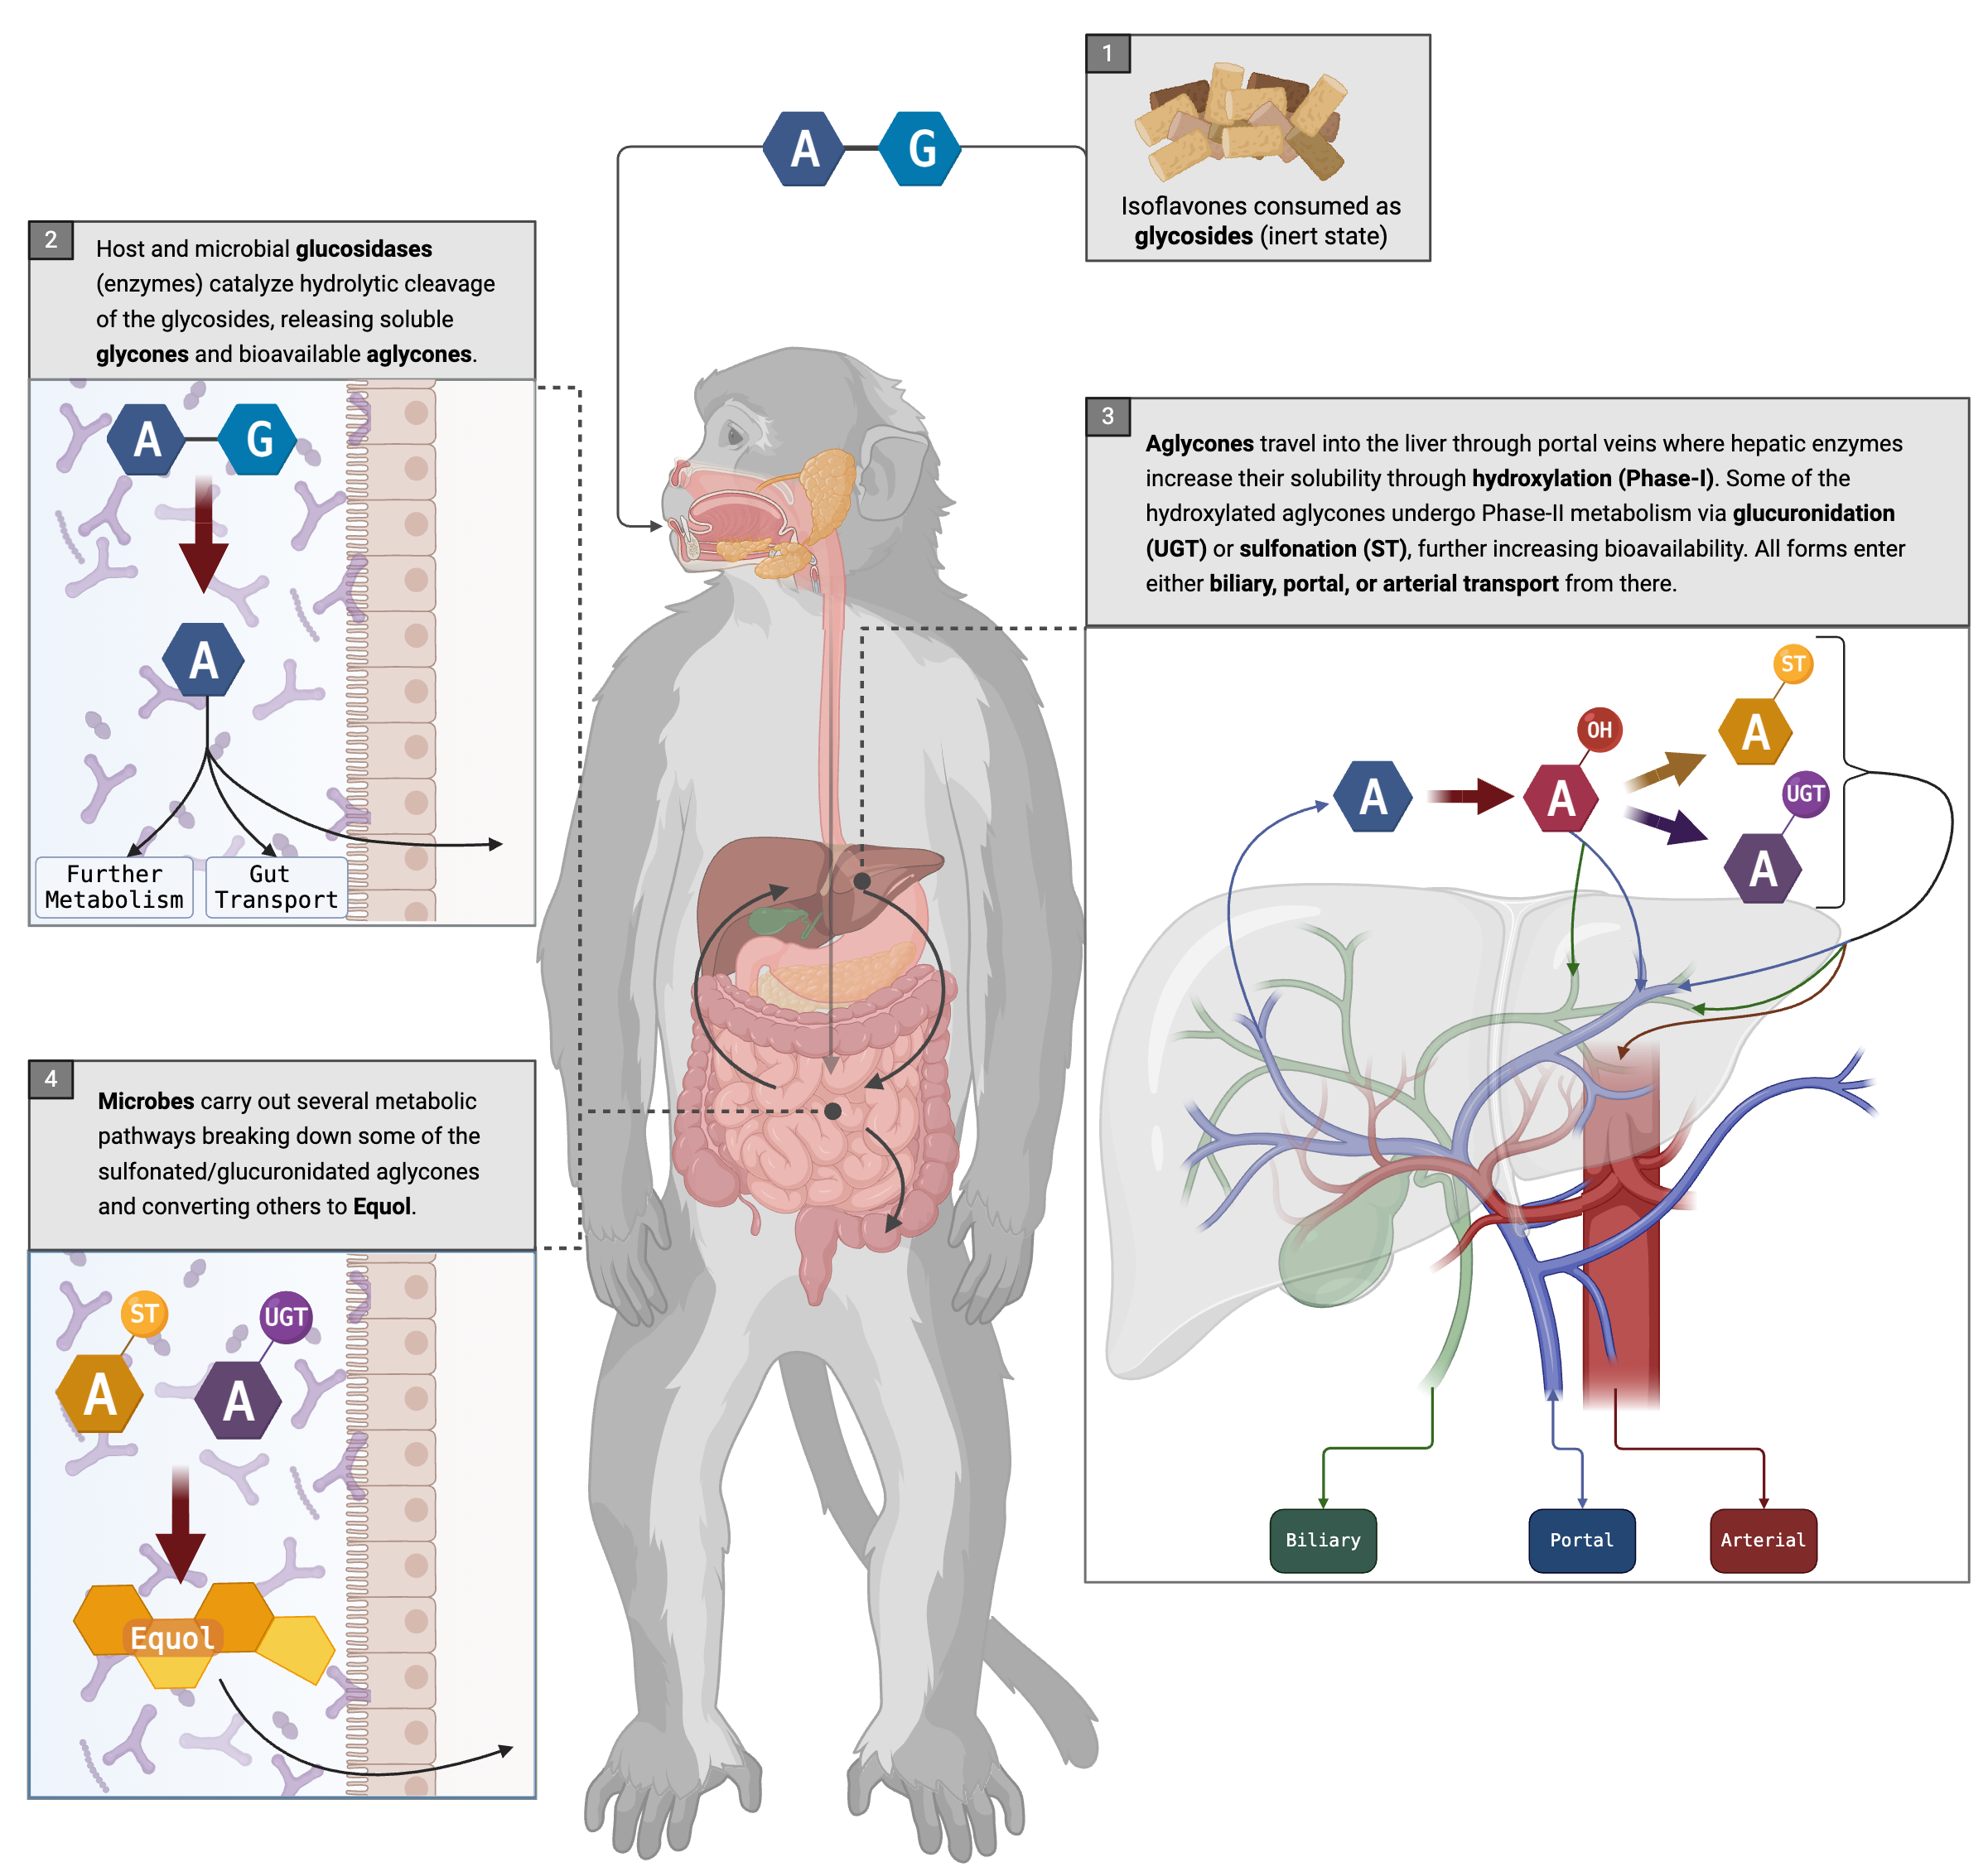 1
Isoflavones consumed as
glycosides (inert state)
A
G
2
Host and microbial glucosidases
(enzymes) catalyze hydrolytic cleavage
of the glycosides, releasing soluble
glycones and bioavailable aglycones.
A
G
A
Further
Metabolism
Gut
Transport
3
Aglycones travel into the liver through portal veins where hepatic enzymes
increase their solubility through hydroxylation (Phase-I). Some of the
hydroxylated aglycones undergo Phase-II metabolism via glucuronidation
(UGT) or sulfonation (ST), further increasing bioavailability. All forms enter
either biliary, portal, or arterial transport from there.
A
OH
A
ST
A
UGT
A
Biliary
Portal
Arterial
4
Microbes carry out several metabolic
pathways breaking down some of the
sulfonated/glucuronidated aglycones
and converting others to Equol.
ST
A
UGT
A
Equol